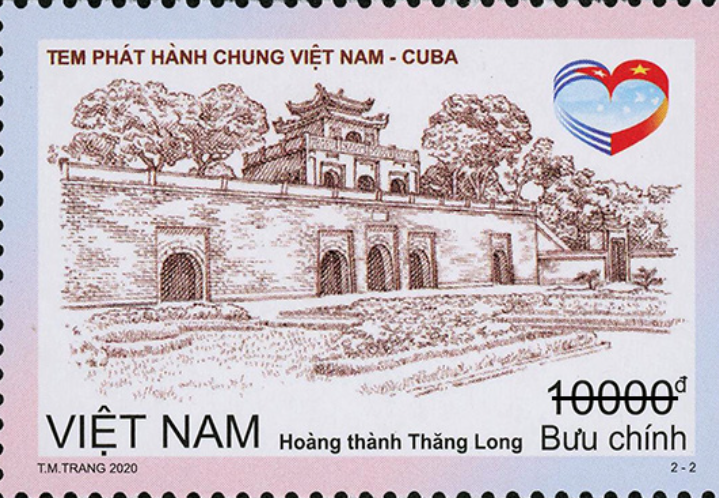 TEM PHÁT HÀNH CHUNG VIỆT NAM - CUBA
10000đ
VIỆT NAM Hoàng thành Thăng Long Bưu chính
T.M.TRANG 2020 2 - 2